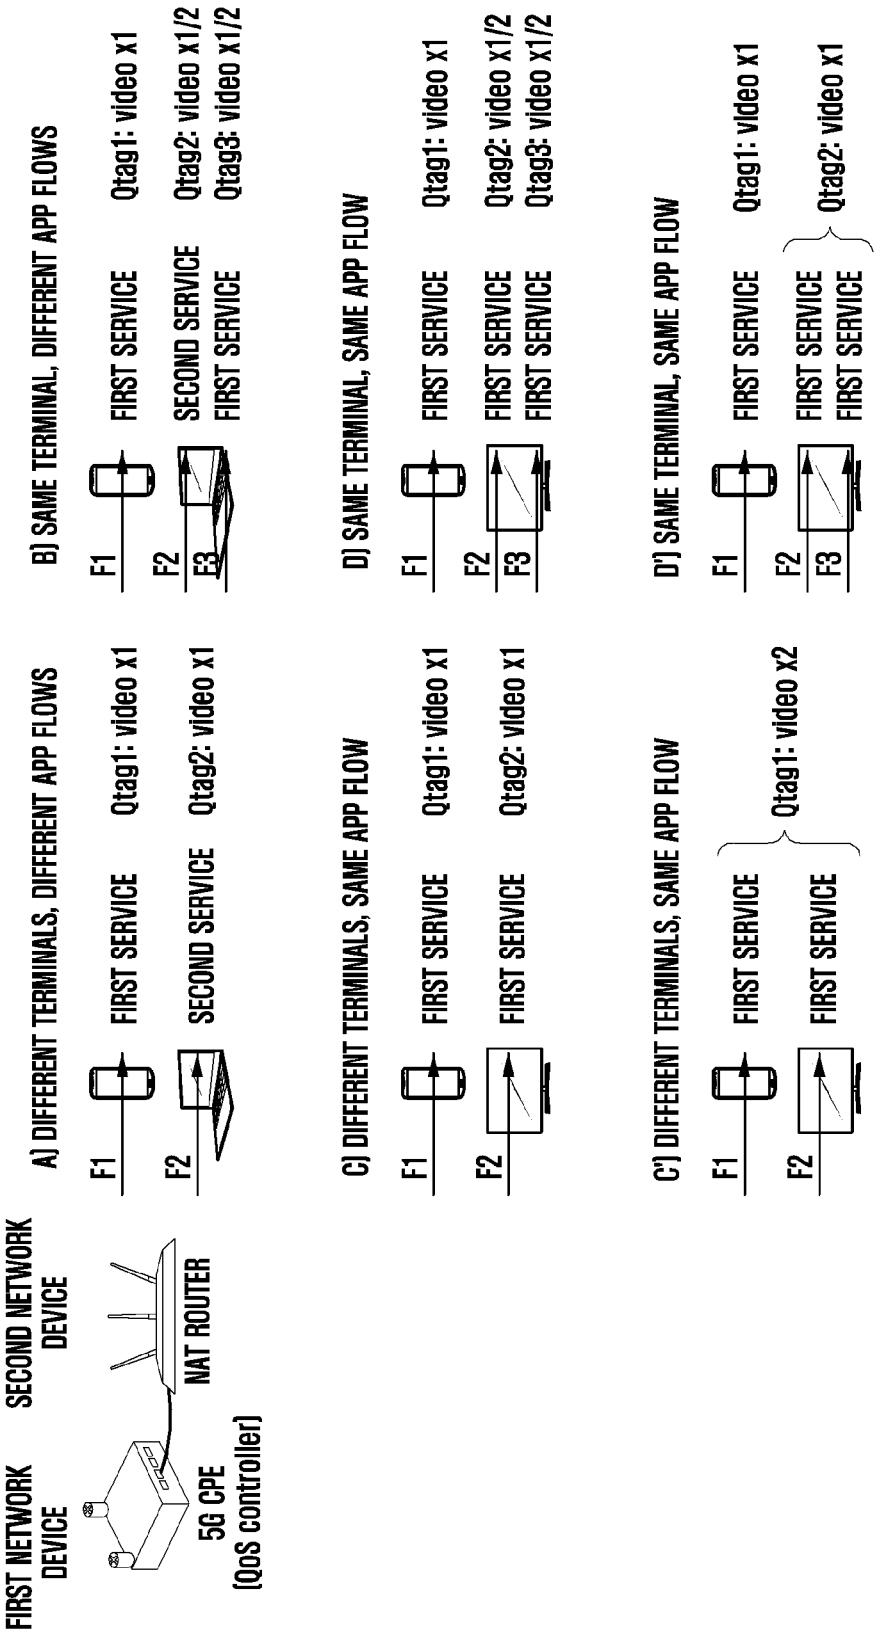 FIRST NETWORK
DEVICE
SECOND NETWORK
DEVICE
5G CPE
(QoS controller)
NAT ROUTER
A) DIFFERENT TERMINALS, DIFFERENT APP FLOWS
F1
FIRST SERVICE
Qtag1: video x1
F2
SECOND SERVICE
Qtag2: video x1
B) SAME TERMINAL, DIFFERENT APP FLOWS
F1
FIRST SERVICE
Qtag1: video x1
F2
SECOND SERVICE
Qtag2: video x1/2
F3
FIRST SERVICE
Qtag3: video x1/2
C) DIFFERENT TERMINALS, SAME APP FLOW
F1
FIRST SERVICE
Qtag1: video x1
F2
FIRST SERVICE
Qtag2: video x1
D) SAME TERMINAL, SAME APP FLOW
F1
FIRST SERVICE
Qtag1: video x1
F2
FIRST SERVICE
Qtag2: video x1/2
F3
FIRST SERVICE
Qtag3: video x1/2
C') DIFFERENT TERMINALS, SAME APP FLOW
F1
FIRST SERVICE
F2
FIRST SERVICE
Qtag1: video x2
D') SAME TERMINAL, SAME APP FLOW
F1
FIRST SERVICE
Qtag1: video x1
F2
FIRST SERVICE
F3
FIRST SERVICE
Qtag2: video x1